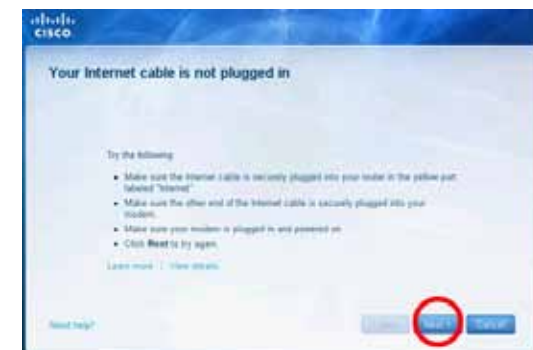 CISCO
Your Internet cable is not plugged in
Try the following:
Make sure the Internet cable is securely plugged into your router in the yellow port
labeled "Internet"
Make sure the other end of the Internet cable is securely plugged into your
modem.
Make sure your modem is plugged in and powered on
Click Next to try again.
Learn more | View details
Need help?
Next
Cancel